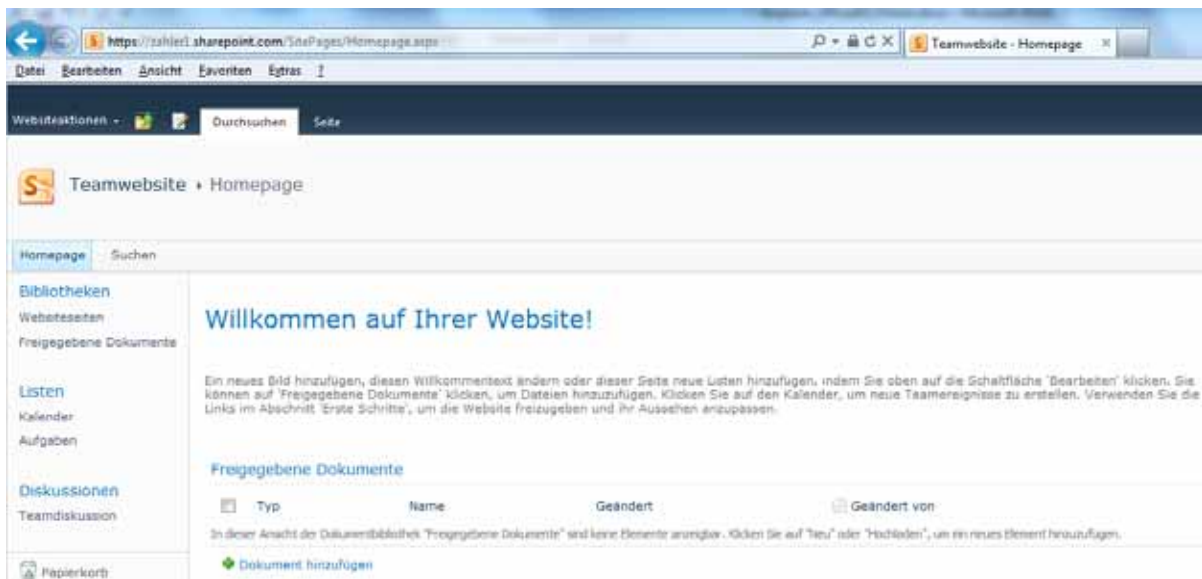 https://zahler1.sharepoint.com/SitePages/Homepage.aspx
Teamwebsite - Homepage
Datei Bearbeiten Ansicht Favoriten Extras ?
Websiteaktionen Durchsuchen Seite
Teamwebsite Homepage
Homepage Suchen
Bibliotheken
Websiteseiten
Freigegebene Dokumente
Listen
Kalender
Aufgaben
Diskussionen
Teamdiskussion
Papierkorb
Willkommen auf Ihrer Website!
Ein neues Bild hinzufügen, diesen Willkommentext ändern oder dieser Seite neue Listen hinzufügen, indem Sie oben auf die Schaltfläche 'Bearbeiten' klicken. Sie
können auf 'Freigegebene Dokumente' klicken, um Dateien hinzuzufügen. Klicken Sie auf den Kalender, um neue Teamereignisse zu erstellen. Verwenden Sie die
Links im Abschnitt 'Erste Schritte', um die Website freizugeben und ihr Aussehen anzupassen.
Freigegebene Dokumente
Typ Name Geändert Geändert von
In dieser Ansicht der Dokumentbibliothek "Freigegebene Dokumente" sind keine Elemente anzeigbar. Klicken Sie auf "Neu" oder "Hochladen", um ein neues Element hinzuzufügen.
Dokument hinzufügen